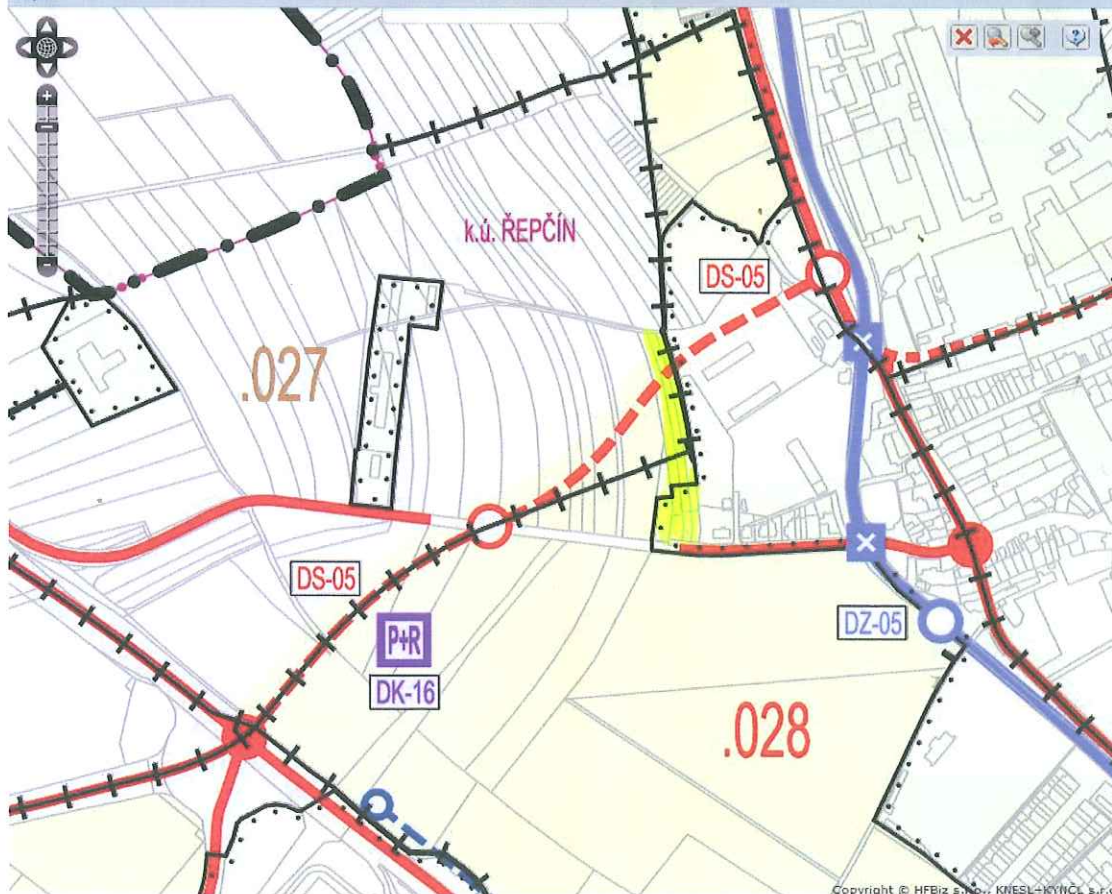 k.ú. ŘEPČÍN
DS-05
.027
DS-05
P+R
DZ-05
DK-16
.028
Copyright © HFBiz s.r.o., KNESL+KYNČL s.r.o.